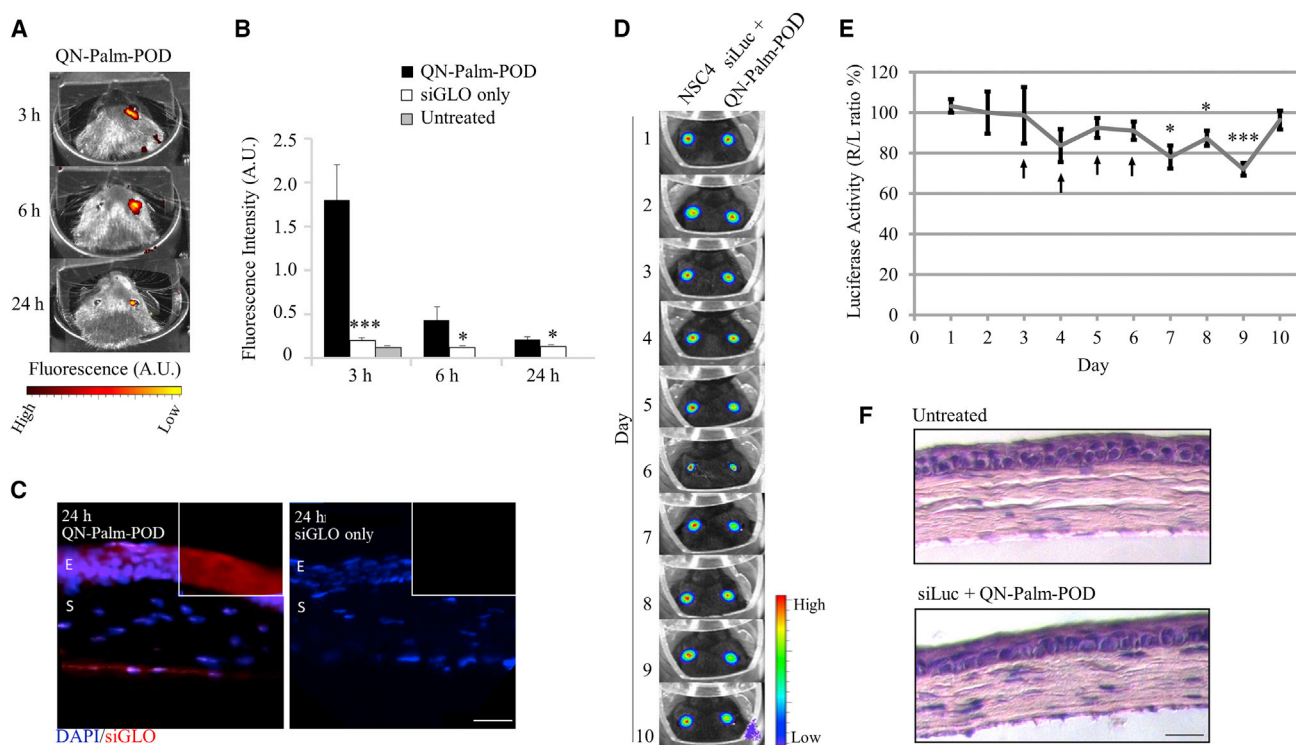 A
QN-Palm-POD
3 h
6 h
24 h
Fluorescence (A.U.)
High
Low
B
QN-Palm-POD
siGLO only
Untreated
Fluorescence Intensity (A.U.)
2.5
2.0
1.5
1.0
0.5
0
***
*
*
3 h
6 h
24 h
C
24 h
QN-Palm-POD
E
S
24 h
siGLO only
E
S
DAPI/siGLO
D
NSC4
siLuc +
QN-Palm-POD
Day
1
2
3
4
5
6
7
8
9
10
High
Low
E
Luciferase Activity (R/L ratio %)
120
100
80
60
40
20
0
*
*
***
0 1 2 3 4 5 6 7 8 9 10
Day
F
Untreated
siLuc + QN-Palm-POD